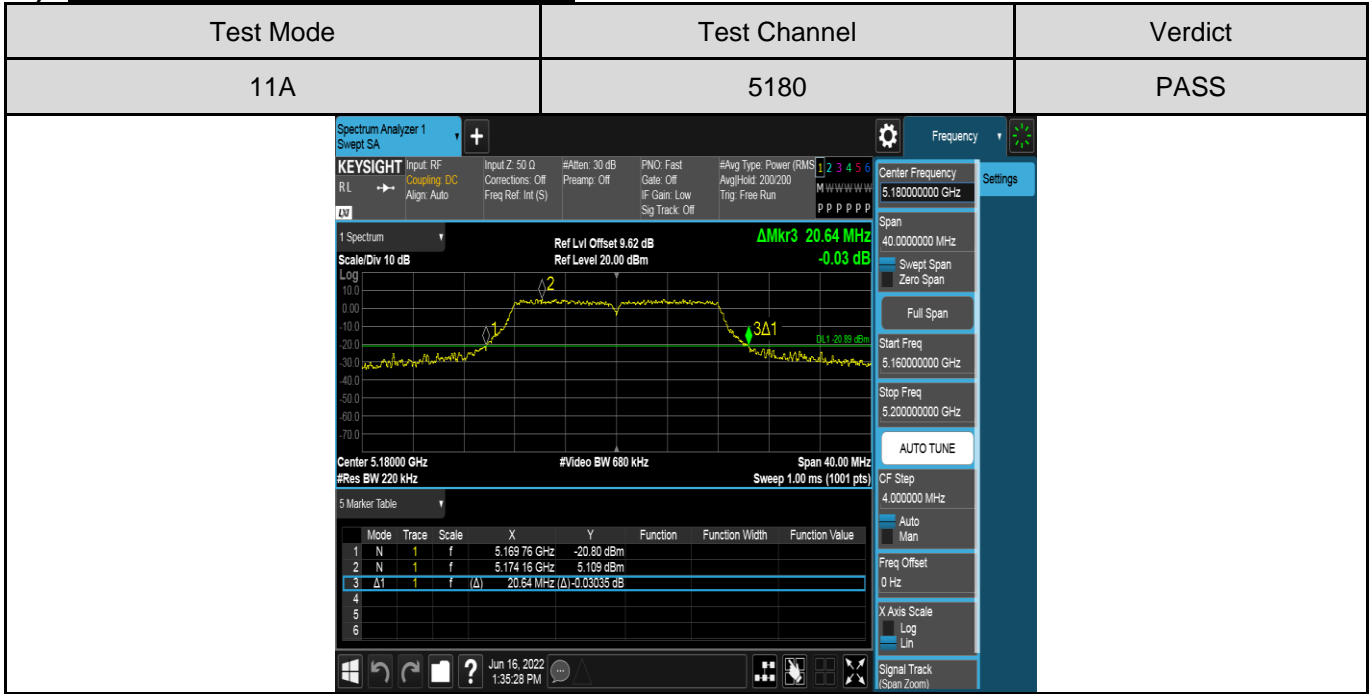 Test Mode Test Channel Verdict
11A 5180 PASS
Spectrum Analyzer 1
Swept SA
+
Frequency
KEYSIGHT Input: RF Input Z: 50 Ω #Atten: 30 dB PNO: Fast #Avg Type: Power (RMS 1 2 3 4 5 6
RL Coupling: DC Corrections: Off Preamp: Off Gate: Off Avg|Hold: 200/200 M W W W W W
Align: Auto Freq Ref: Int (S) IF Gain: Low Trig: Free Run
LXI Sig Track: Off P P P P P P
1 Spectrum Ref Lvl Offset 9.62 dB ΔMkr3 20.64 MHz
Scale/Div 10 dB Ref Level 20.00 dBm -0.03 dB
Log
10.0
0.00
-10.0
-20.0
-30.0
-40.0
-50.0
-60.0
-70.0
2
1
3Δ1
DL1 -20.89 dBm
Center 5.18000 GHz #Video BW 680 kHz Span 40.00 MHz
#Res BW 220 kHz Sweep 1.00 ms (1001 pts)
5 Marker Table
Mode Trace Scale X Y Function Function Width Function Value
1 N 1 f 5.169 76 GHz -20.80 dBm
2 N 1 f 5.174 16 GHz 5.109 dBm
3 Δ1 1 f (Δ) 20.64 MHz (Δ) -0.03035 dB
4
5
6
?
Jun 16, 2022
1:35:28 PM
Center Frequency
5.180000000 GHz
Settings
Span
40.0000000 MHz
Swept Span
Zero Span
Full Span
Start Freq
5.160000000 GHz
Stop Freq
5.200000000 GHz
AUTO TUNE
CF Step
4.000000 MHz
Auto
Man
Freq Offset
0 Hz
X Axis Scale
Log
Lin
Signal Track
(Span Zoom)